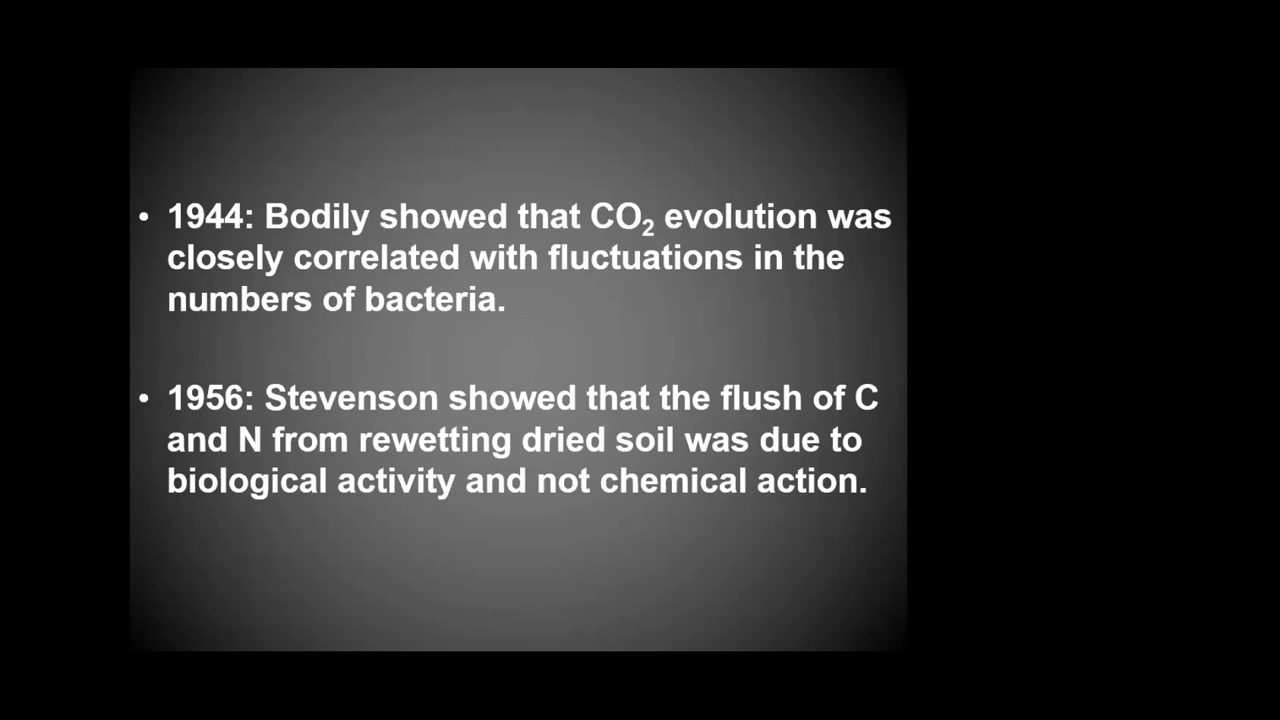 • 1944: Bodily showed that CO₂ evolution was
closely correlated with fluctuations in the
numbers of bacteria.
• 1956: Stevenson showed that the flush of C
and N from rewetting dried soil was due to
biological activity and not chemical action.